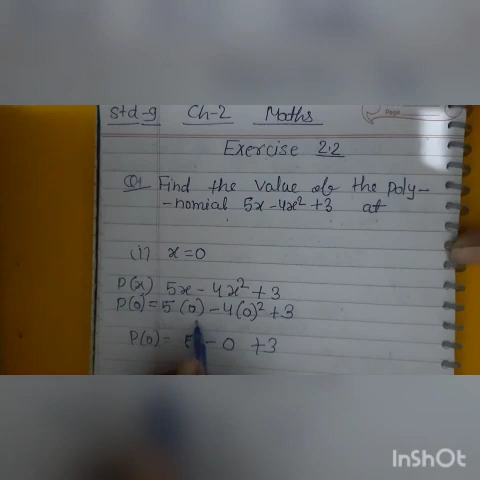 Std-9 Ch-2 Maths
Page
Exercise 2.2
Q1 Find the value of the Poly-
-nomial 5x-4x²+3 at
(i) x=0
P(x) 5x-4x²+3
P(0)=5(0)-4(0)²+3
P(0)= - 0 +3
InShOt